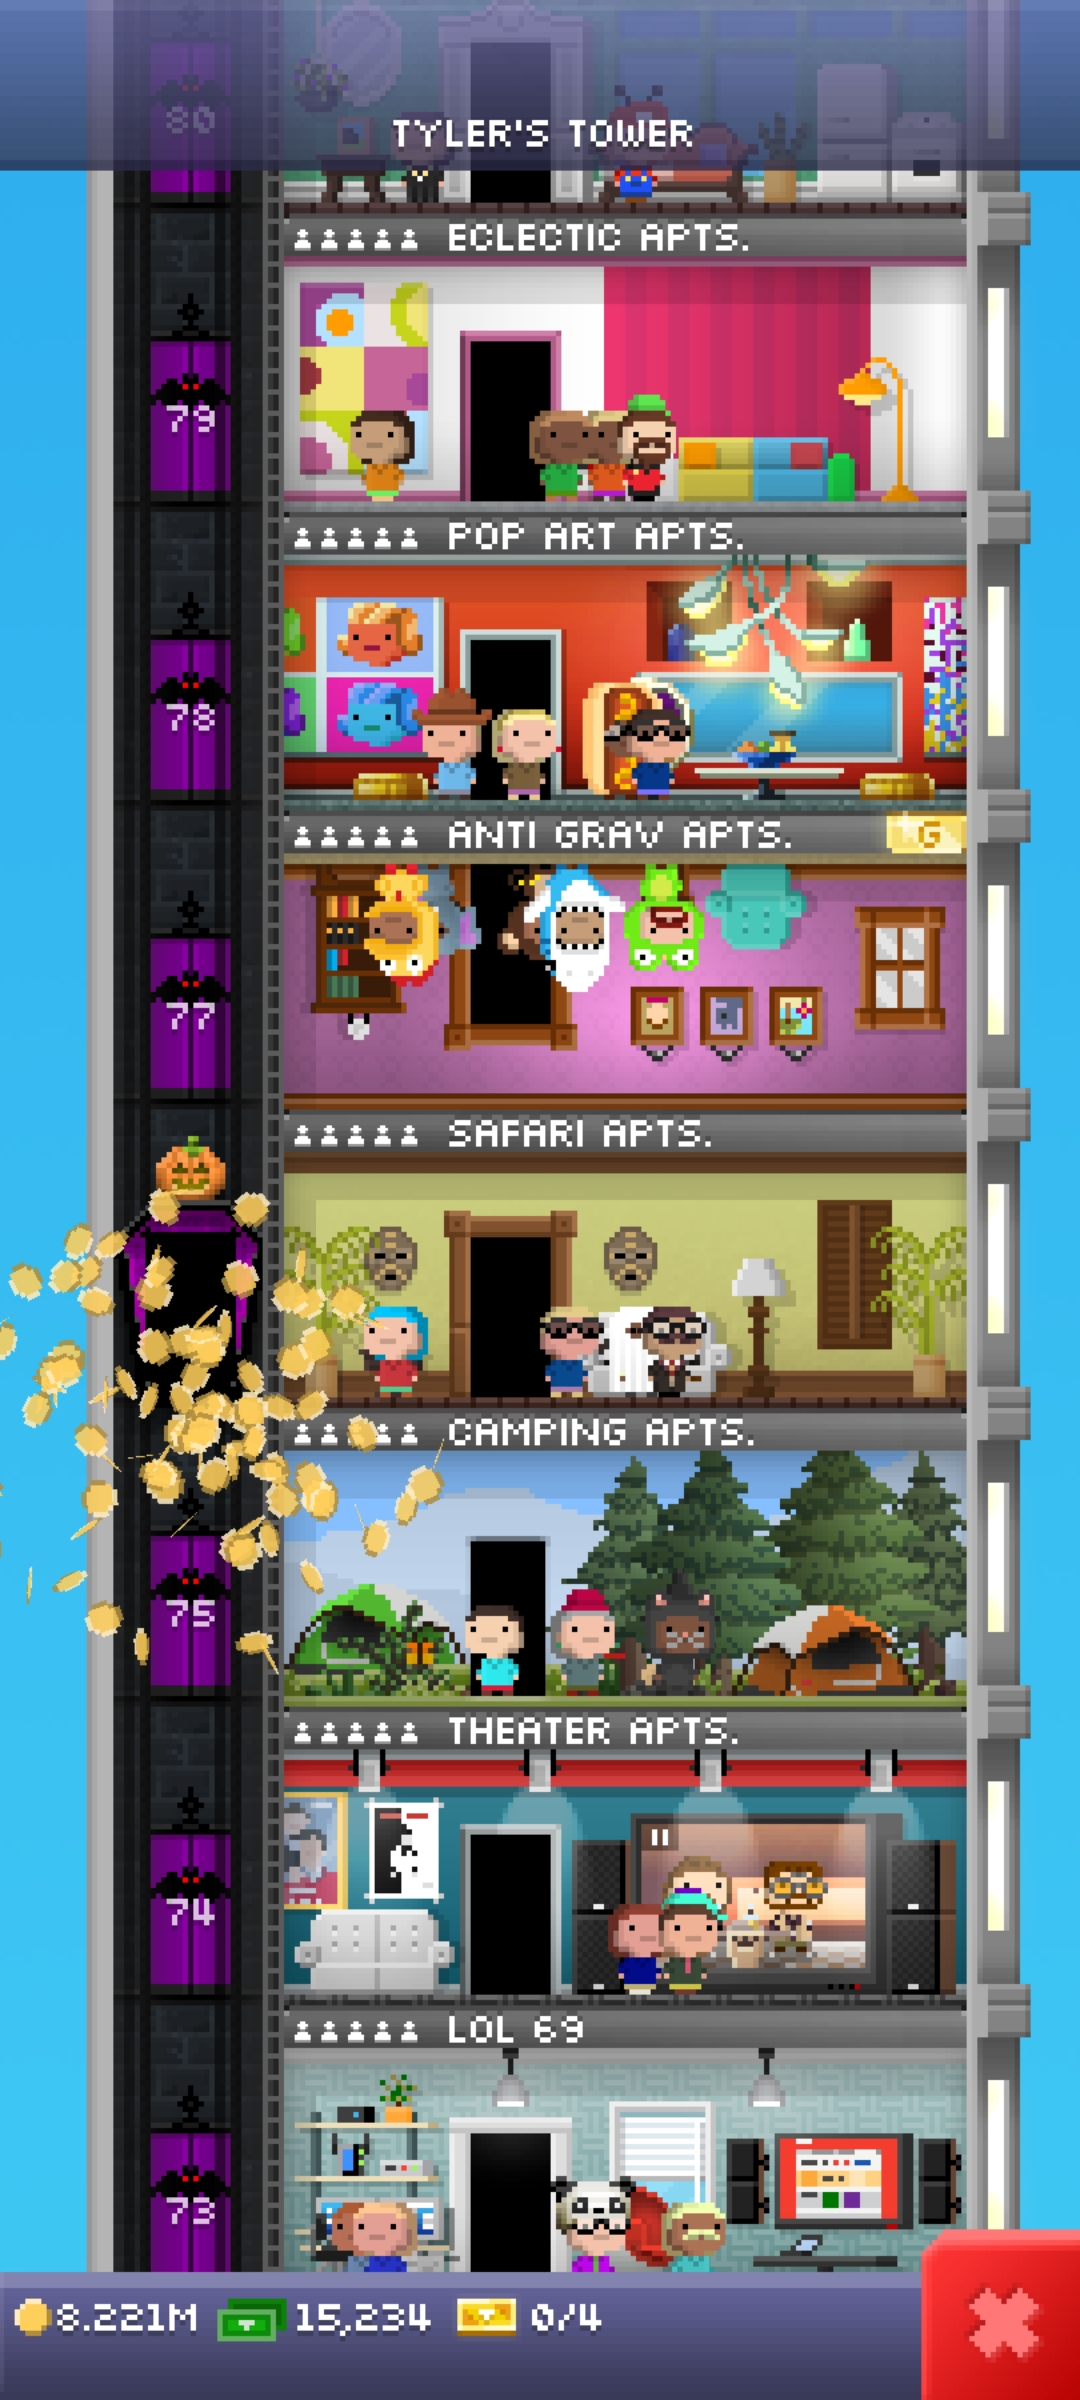 80
TYLER'S TOWER
ECLECTIC APTS.
79
POP ART APTS.
78
ANTI GRAV APTS. G
77
SAFARI APTS.
CAMPING APTS.
75
THEATER APTS.
74
LOL 69
73
8.221M 15,234 0/4